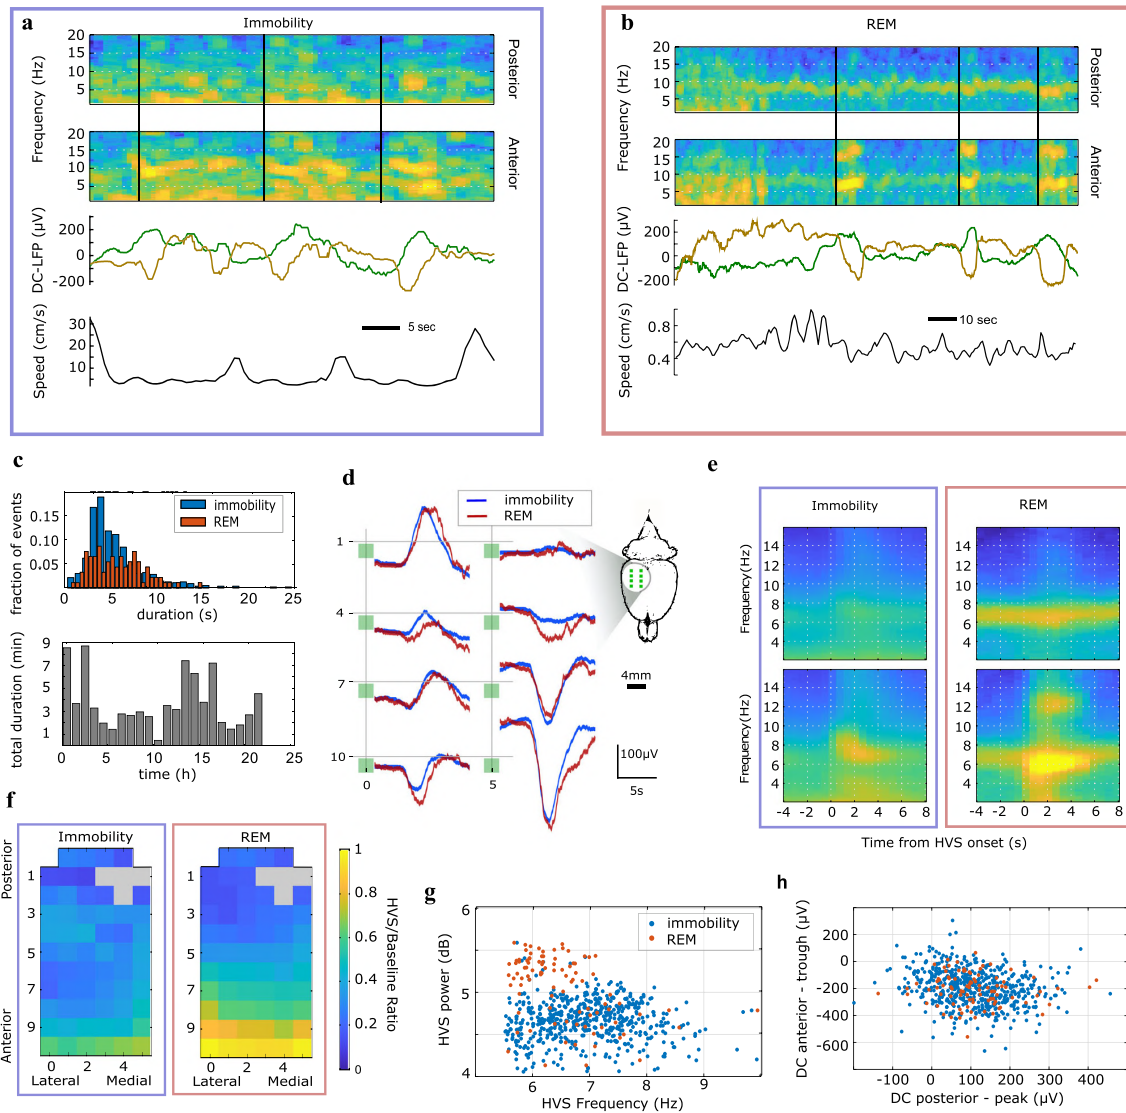 a
Immobility
20
15
10
5
Frequency (Hz)
Posterior
20
15
10
5
Anterior
200
0
-200
DC-LFP (µV)
30
20
10
Speed (cm/s)
5 sec
b
REM
20
15
10
5
Frequency (Hz)
Posterior
20
15
10
5
Anterior
200
0
-200
DC-LFP (µV)
0.8
0.4
Speed (cm/s)
10 sec
c
fraction of events
0.15
0.10
0.05
immobility
REM
0 5 10 15 20 25
duration (s)
total duration (min)
9
7
5
3
1
0 5 10 15 20 25
time (h)
d
immobility
REM
1
4
7
10
0 5
4mm
100µV
5s
e
Immobility
REM
14
12
10
8
6
4
2
Frequency(Hz)
14
12
10
8
6
4
2
14
12
10
8
6
4
2
Frequency(Hz)
14
12
10
8
6
4
2
-4 -2 0 2 4 6 8
-4 -2 0 2 4 6 8
Time from HVS onset (s)
f
Immobility
REM
Posterior
Anterior
1
3
5
7
9
1
3
5
7
9
0 2 4
Lateral Medial
0 2 4
Lateral Medial
1
0.8
0.6
0.4
0.2
0
HVS/Baseline Ratio
g
6
5
4
HVS power (dB)
immobility
REM
6 7 8 9
HVS Frequency (Hz)
h
200
0
-200
-400
-600
DC anterior - trough (µV)
-100 0 100 200 300 400
DC posterior - peak (µV)